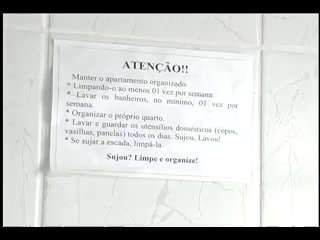 ATENÇÃO!!
Manter o apartamento organizado.
* Limpando-o ao menos 01 vez por semana.
* Lavar os banheiros, no mínimo, 01 vez por
semana.
* Organizar o próprio quarto.
* Lavar e guardar os utensílios domésticos (copos,
vasilhas, panelas) todos os dias. Sujou, Lavou!
* Se sujar a escada, limpá-la.
Sujou? Limpe e organize!